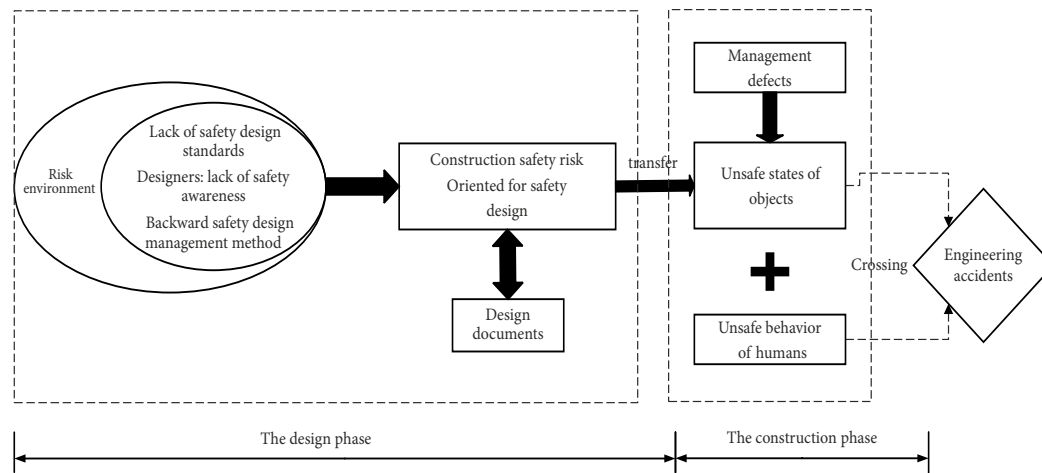 Risk
environment
Lack of safety design
standards
Designers: lack of safety
awareness
Backward safety design
management method
Construction safety risk
Oriented for safety
design
Design
documents
transfer
Management
defects
Unsafe states of
objects
Unsafe behavior
of humans
Crossing
Engineering
accidents
The design phase
The construction phase